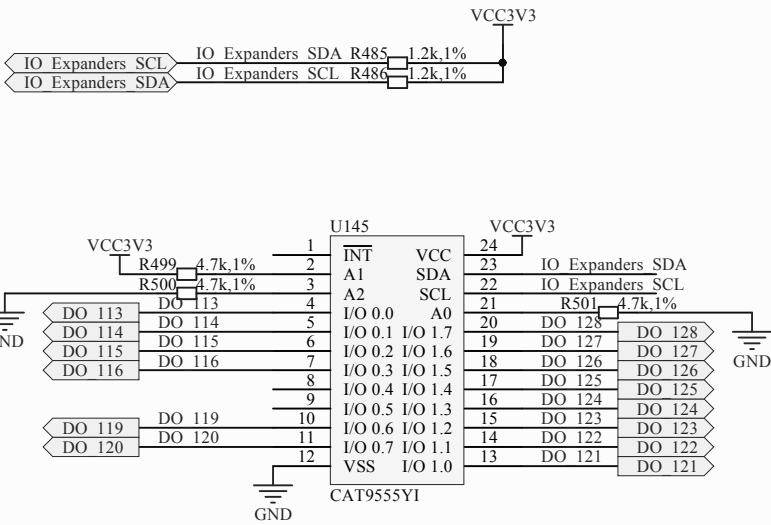 VCC3V3
IO Expanders SCL IO Expanders SDA R485 1.2k,1%
IO Expanders SDA IO Expanders SCL R486 1.2k,1%
U145
VCC3V3 VCC3V3
1 INT VCC 24
R499 4.7k,1% 2 A1 SDA 23 IO Expanders SDA
R500 4.7k,1% 3 A2 SCL 22 IO Expanders SCL
DO 113 DO 113 4 I/O 0.0 A0 21 R501 4.7k,1%
DO 114 DO 114 5 I/O 0.1 I/O 1.7 20 DO 128 DO 128
DO 115 DO 115 6 I/O 0.2 I/O 1.6 19 DO 127 DO 127
DO 116 DO 116 7 I/O 0.3 I/O 1.5 18 DO 126 DO 126
8 I/O 0.4 I/O 1.4 17 DO 125 DO 125
9 I/O 0.5 I/O 1.3 16 DO 124 DO 124
DO 119 DO 119 10 I/O 0.6 I/O 1.2 15 DO 123 DO 123
DO 120 DO 120 11 I/O 0.7 I/O 1.1 14 DO 122 DO 122
12 VSS I/O 1.0 13 DO 121 DO 121
ND
GND
CAT9555YI
GND